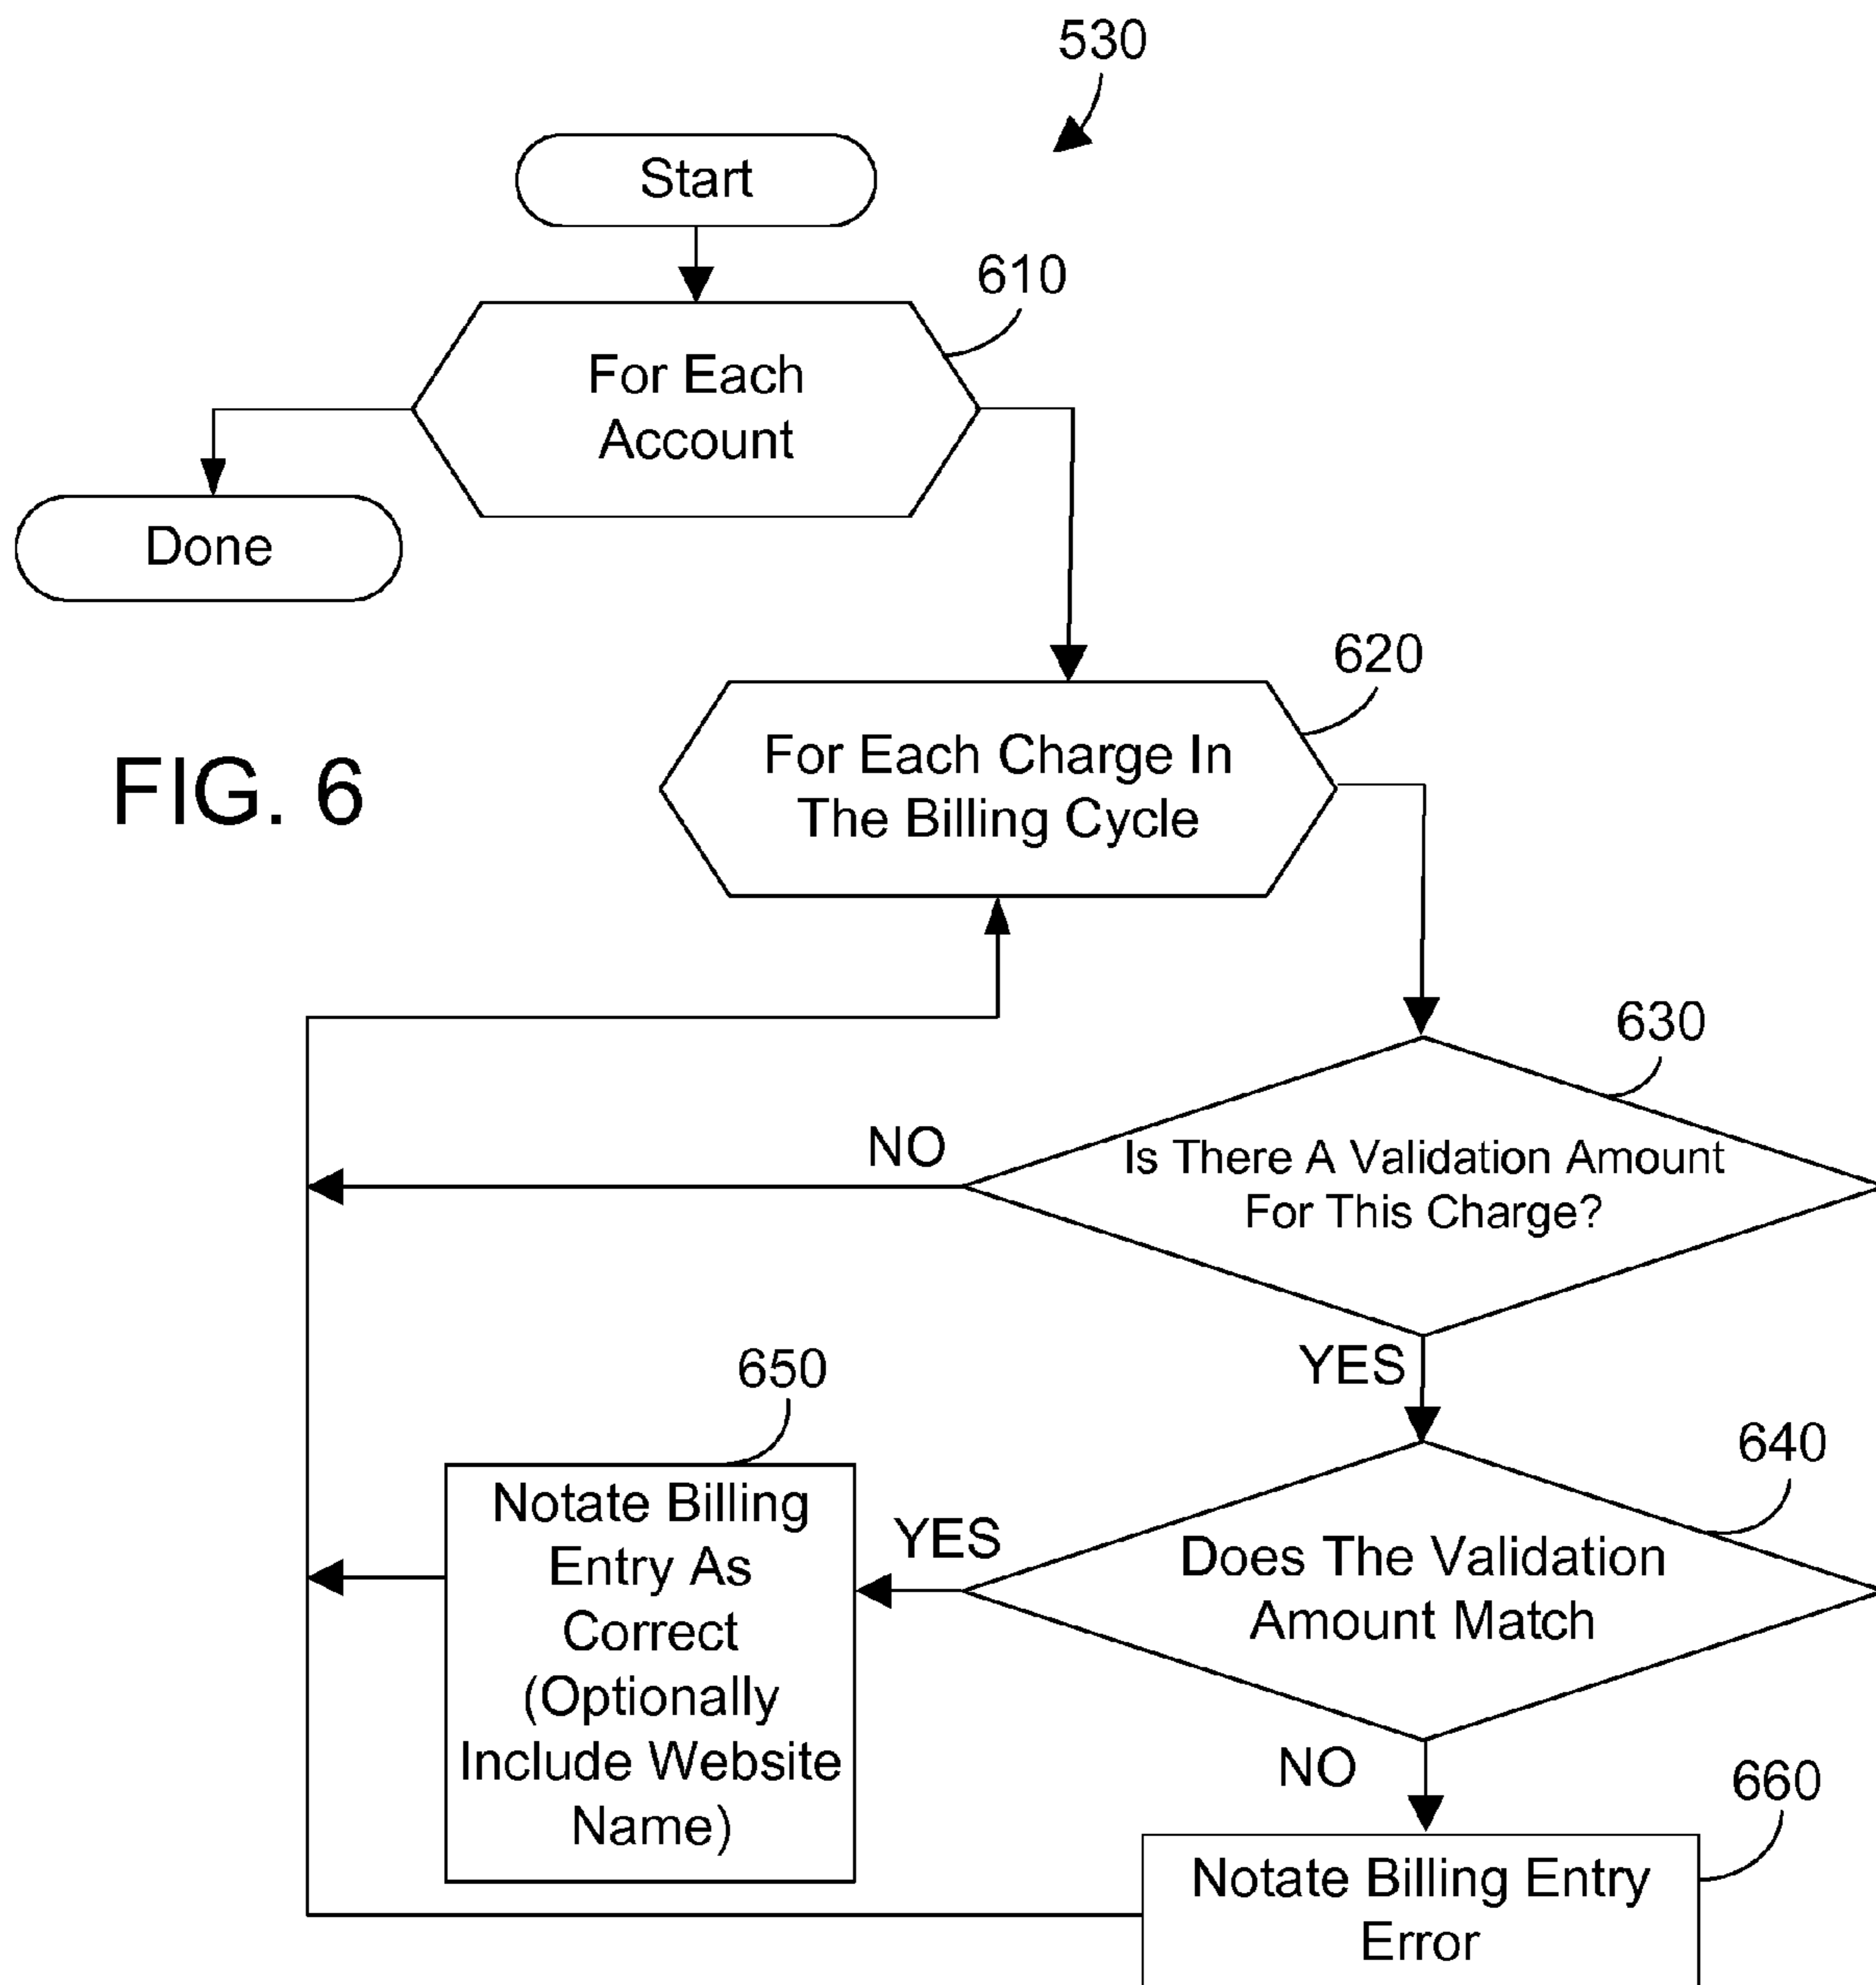 530
Start
610
For Each
Account
Done
620
For Each Charge In
The Billing Cycle
FIG. 6
630
NO
Is There A Validation Amount
For This Charge?
YES
650
640
Notate Billing
Entry As
Correct
(Optionally
Include Website
Name)
YES
Does The Validation
Amount Match
NO
660
Notate Billing Entry
Error